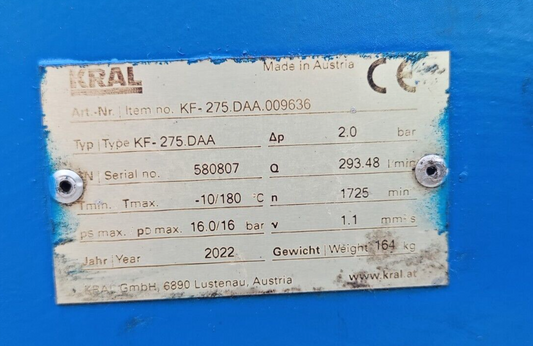 KRAL Made in Austria CE
Art.-Nr. | Item no. KF-275.DAA.009636
Typ | Type KF-275.DAA Δp 2.0 bar
N | Serial no. 580807 Q 293.48 l/min
Tmin. Tmax. -10/180 °C n 1725 min
ps max. pD max. 16.0/16 bar ν 1.1 mm²/s
Jahr | Year 2022 Gewicht | Weight 164 kg
KRAL GmbH, 6890 Lustenau, Austria www.kral.at